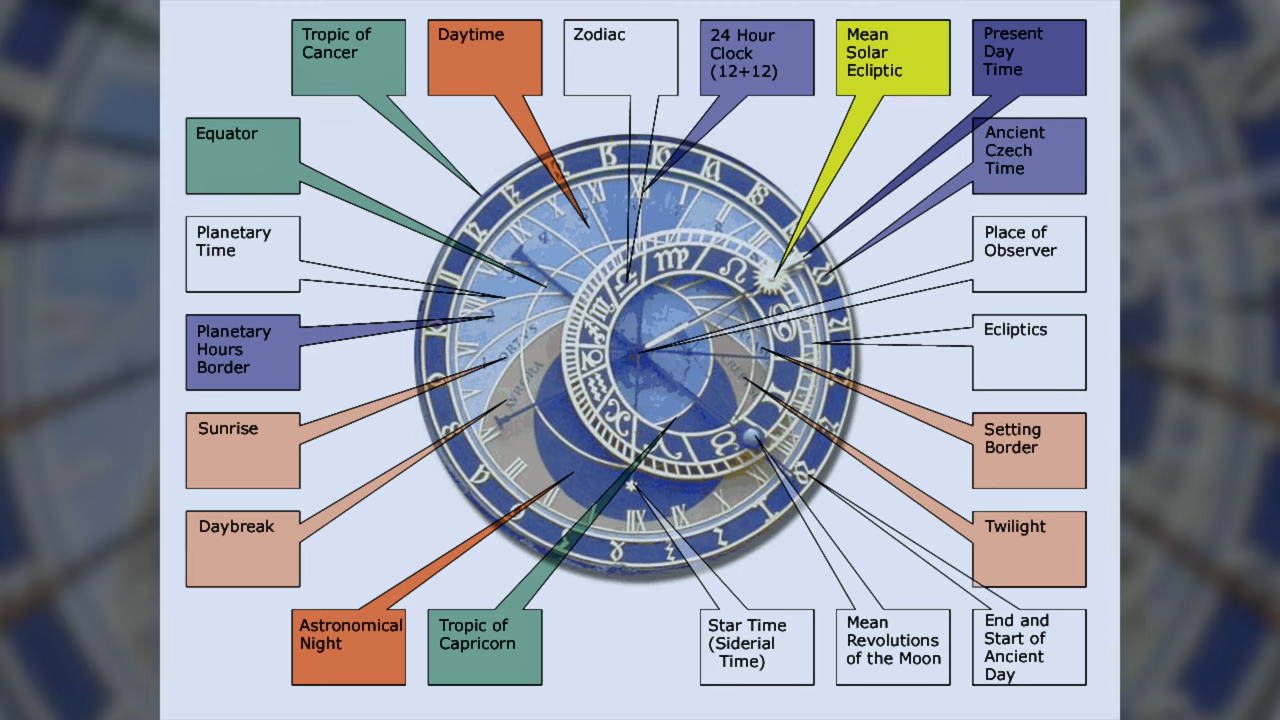 Tropic of
Cancer
Daytime
Zodiac
24 Hour
Clock
(12+12)
Mean
Solar
Ecliptic
Present
Day
Time
Equator
Ancient
Czech
Time
Planetary
Time
Place of
Observer
Planetary
Hours
Border
Ecliptics
Sunrise
Setting
Border
Daybreak
Twilight
Astronomical
Night
Tropic of
Capricorn
Star Time
(Siderial
Time)
Mean
Revolutions
of the Moon
End and
Start of
Ancient
Day